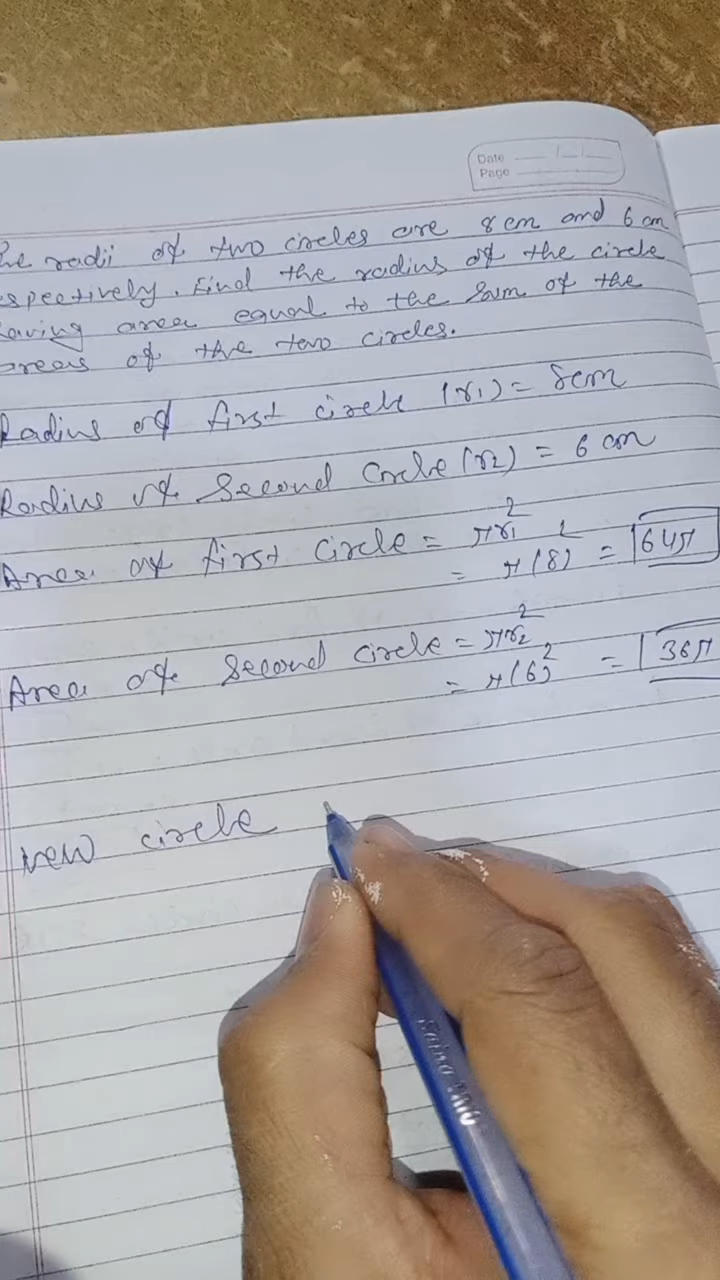 Date
Page
he radii of two circles are 8 cm and 6 cm
espectively. Find the radius of the circle
having area equal to the sum of the
areas of the two circles.
Radius of first circle (r1) = 8cm
Radius of Second Circle (r2) = 6 cm
Area of first circle = πr₁²
= π(8)² = 64π
Area of Second circle = πr₂²
= π(6)² = 36π
new circle